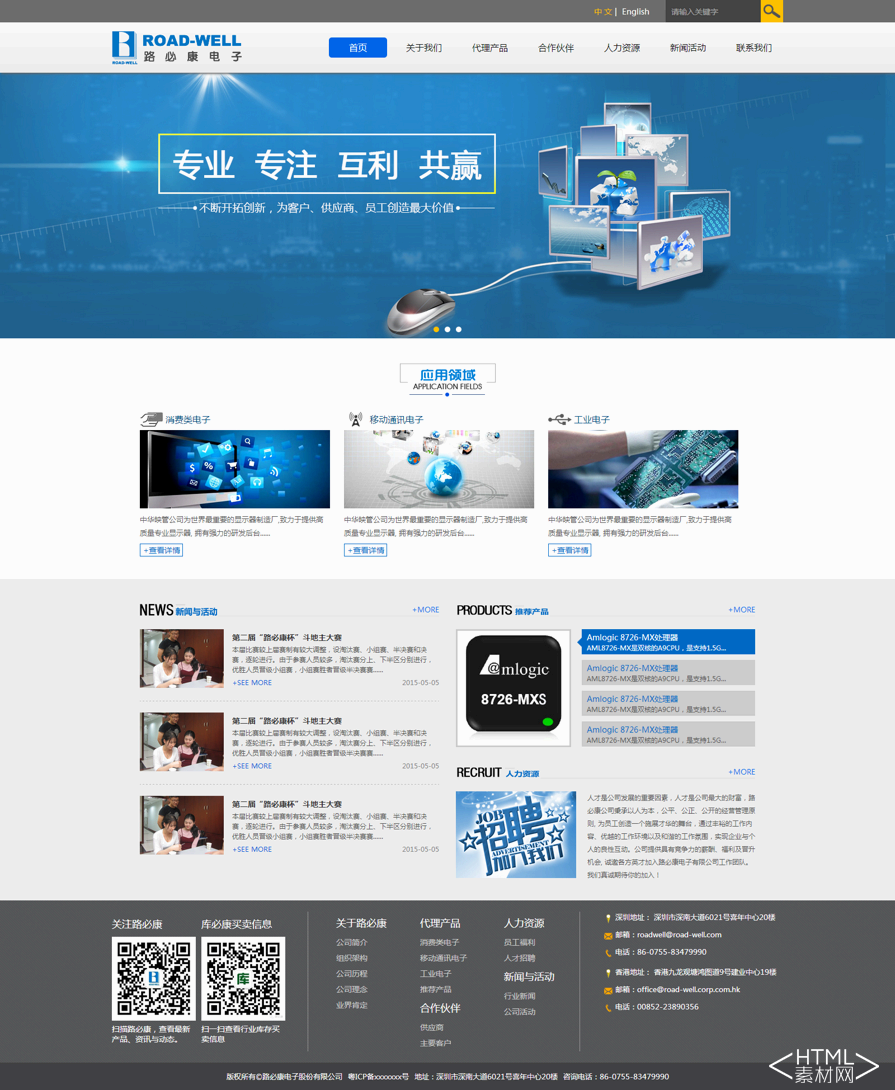 中 文 | English
请输入关键字
ROAD-WELL
路必康电子
ROAD-WELL
首页
关于我们
代理产品
合作伙伴
人力资源
新闻活动
联系我们
专业 专注 互利 共赢
不断开拓创新，为客户、供应商、员工创造最大价值
应用领域
APPLICATION FIELDS
消费类电子
中华映管公司为世界最重要的显示器制造厂,致力于提供高
质量专业显示器, 拥有强力的研发后台......
+查看详情
移动通讯电子
中华映管公司为世界最重要的显示器制造厂,致力于提供高
质量专业显示器, 拥有强力的研发后台......
+查看详情
工业电子
中华映管公司为世界最重要的显示器制造厂,致力于提供高
质量专业显示器, 拥有强力的研发后台......
+查看详情
NEWS 新闻与活动
+MORE
第二届“路必康杯”斗地主大赛
本届比赛较上届赛制有较大调整，设淘汰赛、小组赛、半决赛和决
赛，逐轮进行。由于参赛人员较多，淘汰赛分上、下半区分别进行，
优胜人员晋级小组赛，小组赛胜者晋级半决赛赛......
+SEE MORE
2015-05-05
第二届“路必康杯”斗地主大赛
本届比赛较上届赛制有较大调整，设淘汰赛、小组赛、半决赛和决
赛，逐轮进行。由于参赛人员较多，淘汰赛分上、下半区分别进行，
优胜人员晋级小组赛，小组赛胜者晋级半决赛赛......
+SEE MORE
2015-05-05
第二届“路必康杯”斗地主大赛
本届比赛较上届赛制有较大调整，设淘汰赛、小组赛、半决赛和决
赛，逐轮进行。由于参赛人员较多，淘汰赛分上、下半区分别进行，
优胜人员晋级小组赛，小组赛胜者晋级半决赛赛......
+SEE MORE
2015-05-05
PRODUCTS 推荐产品
+MORE
Amlogic
8726-MXS
Amlogic 8726-MX处理器
AML8726-MX是双核的A9CPU，是支持1.5G...
Amlogic 8726-MX处理器
AML8726-MX是双核的A9CPU，是支持1.5G...
Amlogic 8726-MX处理器
AML8726-MX是双核的A9CPU，是支持1.5G...
Amlogic 8726-MX处理器
AML8726-MX是双核的A9CPU，是支持1.5G...
RECRUIT 人力资源
+MORE
JOB
招聘
ADVERTISEMENT
加入我们
人才是公司发展的重要因素，人才是公司最大的财富，路
必康公司秉承以人为本，公平、公正、公开的经营管理原
则, 为员工创造一个施展才华的舞台，通过丰裕的工作内
容、优越的工作环境以及和谐的工作氛围，实现企业与个
人的良性互动。公司提供具有竞争力的薪酬、福利及晋升
机会, 诚邀各方英才加入路必康电子有限公司工作团队。
我们真诚期待你的加入！
关注路必康
扫描路必康，查看最新
产品、资讯与动态。
库必康买卖信息
库
扫一扫查看行业库存买
卖信息
关于路必康
公司简介
组织架构
公司历程
公司理念
业界肯定
代理产品
消费类电子
移动通讯电子
工业电子
推荐产品
合作伙伴
供应商
主要客户
人力资源
员工福利
人才招聘
新闻与活动
行业新闻
公司活动
深圳地址： 深圳市深南大道6021号喜年中心20楼
邮箱：roadwell@road-well.com
电话：86-0755-83479990
香港地址： 香港九龙观塘鸿图道9号建业中心19楼
邮箱：office@road-well.corp.com.hk
电话：00852-23890356
版权所有©路必康电子股份有限公司 粤ICP备xxxxxxx号 地址：深圳市深南大道6021号喜年中心20楼 咨询电话：86-0755-83479990
HTML
素材网